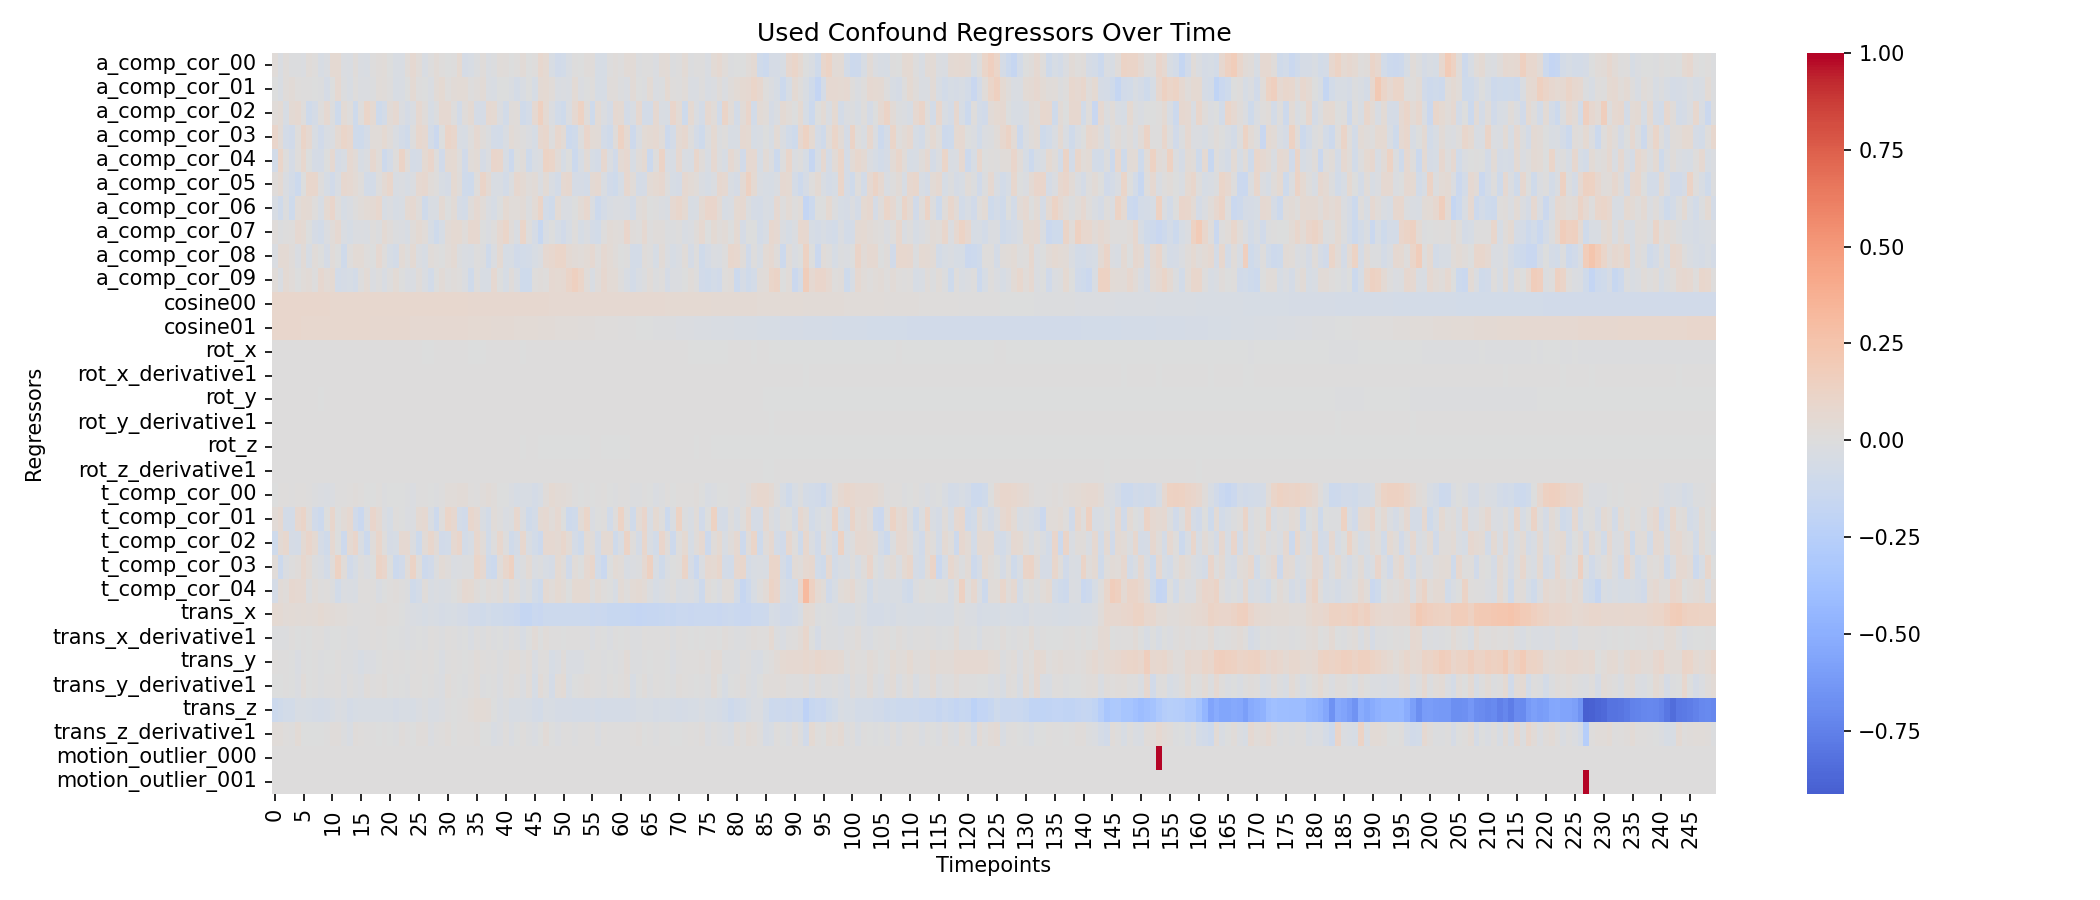 Used Confound Regressors Over Time
a_comp_cor_00
a_comp_cor_01
a_comp_cor_02
a_comp_cor_03
a_comp_cor_04
a_comp_cor_05
a_comp_cor_06
a_comp_cor_07
a_comp_cor_08
a_comp_cor_09
cosine00
cosine01
rot_x
rot_x_derivative1
rot_y
rot_y_derivative1
rot_z
rot_z_derivative1
t_comp_cor_00
t_comp_cor_01
t_comp_cor_02
t_comp_cor_03
t_comp_cor_04
trans_x
trans_x_derivative1
trans_y
trans_y_derivative1
trans_z
trans_z_derivative1
motion_outlier_000
motion_outlier_001
Regressors
0 5 10 15 20 25 30 35 40 45 50 55 60 65 70 75 80 85 90 95 100 105 110 115 120 125 130 135 140 145 150 155 160 165 170 175 180 185 190 195 200 205 210 215 220 225 230 235 240 245
Timepoints
1.00
0.75
0.50
0.25
0.00
−0.25
−0.50
−0.75